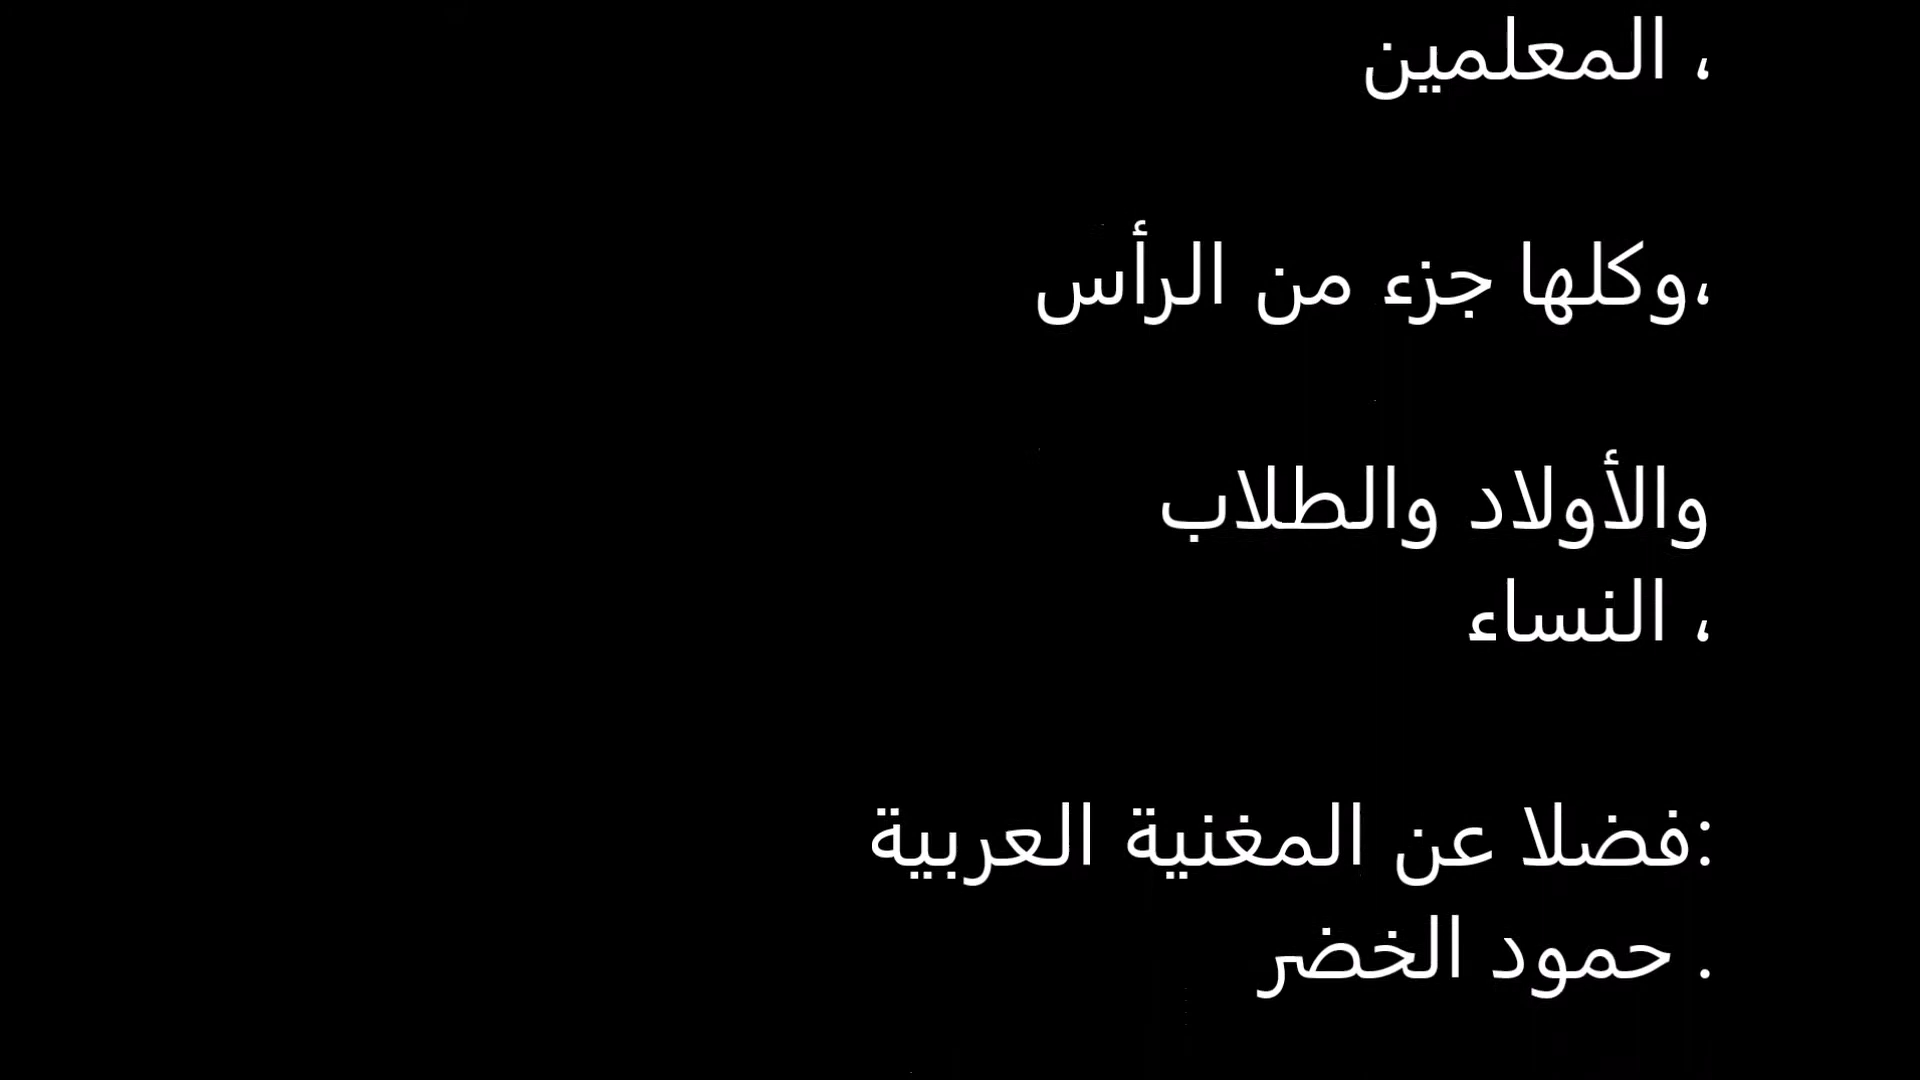 ، المعلمين
،وكلها جزء من الرأس
والأولاد والطلاب
، النساء
:فضلا عن المغنية العربية
. حمود الخضر